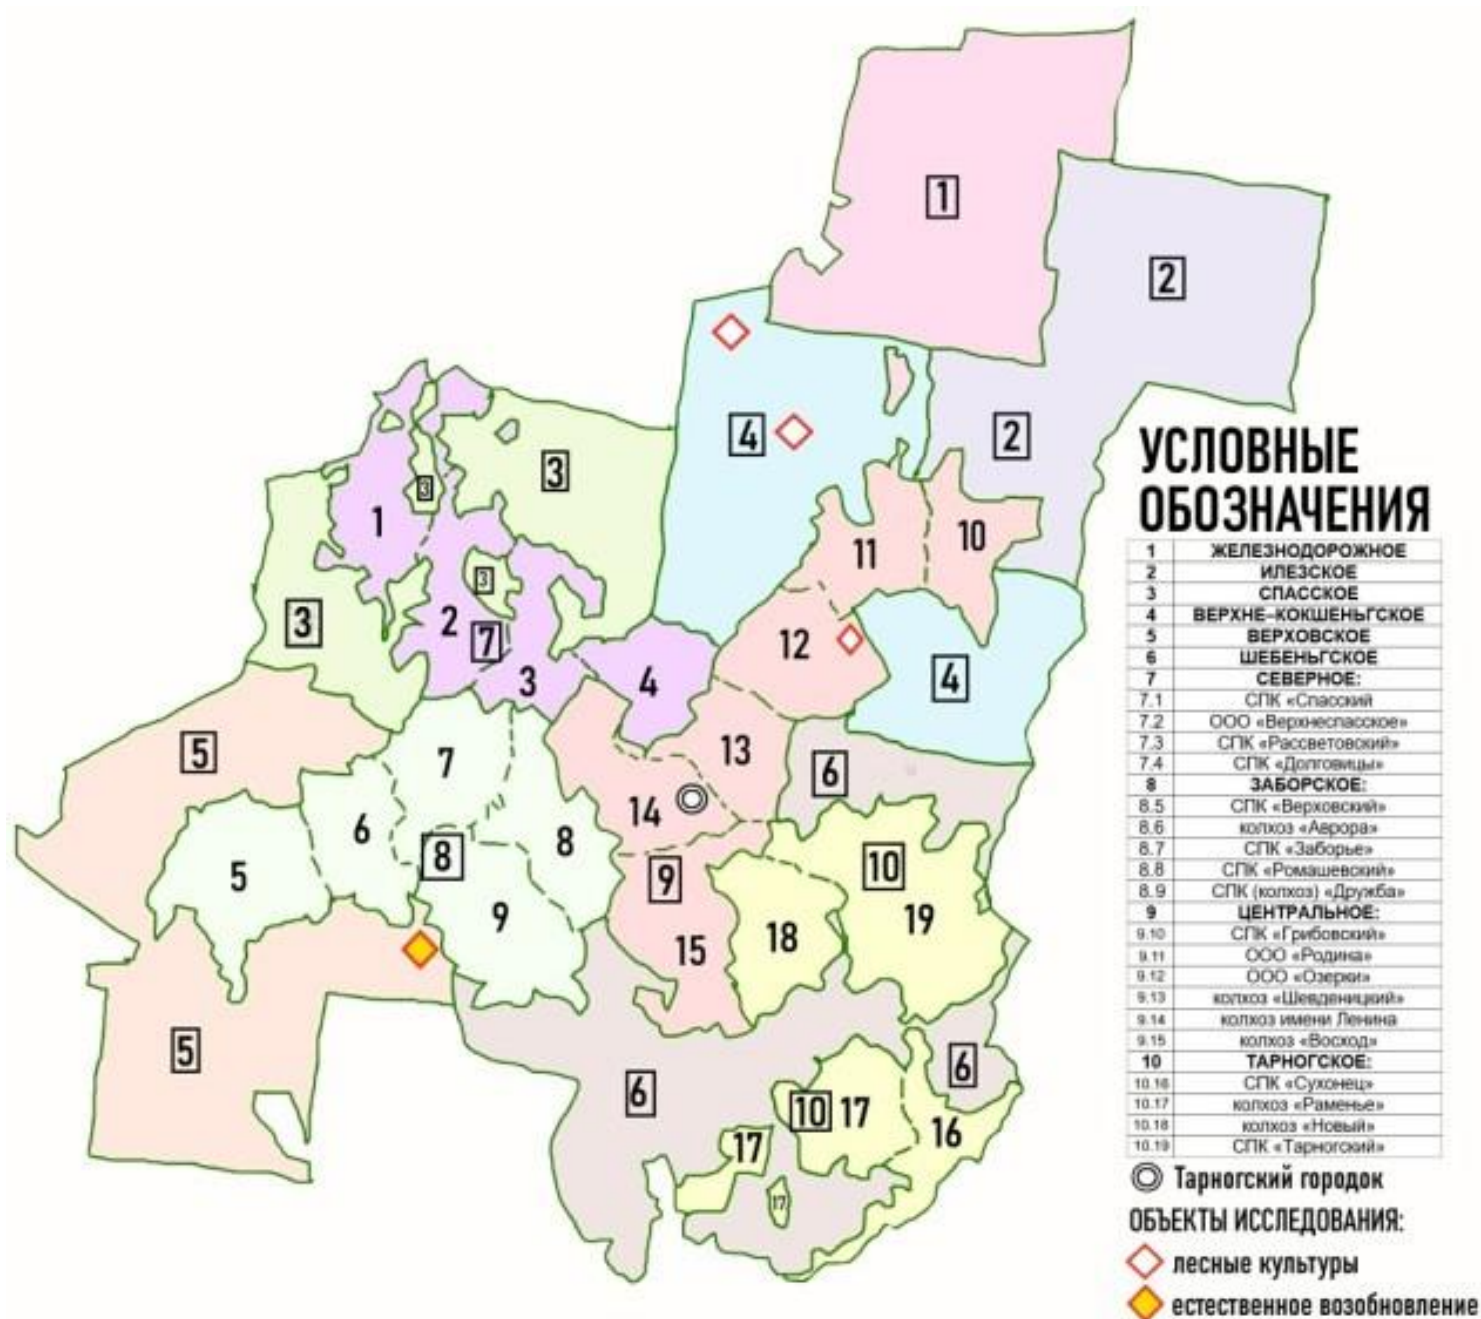 1
2
4
2
3
3
1
11
10
3
2
7
3
12
3
4
4
5
7
13
6
14
6
8
8
10
5
9
9
19
18
15
5
6
6
10
17
16
17
17
УСЛОВНЫЕ
ОБОЗНАЧЕНИЯ
1 ЖЕЛЕЗНОДОРОЖНОЕ
2 ИЛЕЗСКОЕ
3 СПАССКОЕ
4 ВЕРХНЕ-КОКШЕНЬГСКОЕ
5 ВЕРХОВСКОЕ
6 ШЕБЕНЬГСКОЕ
7 СЕВЕРНОЕ:
7.1 СПК «Спасский
7.2 ООО «Верхнеспасское»
7.3 СПК «Рассветовский»
7.4 СПК «Долговицы»
8 ЗАБОРСКОЕ:
8.5 СПК «Верховский»
8.6 колхоз «Аврора»
8.7 СПК «Заборье»
8.8 СПК «Ромашевский»
8.9 СПК (колхоз) «Дружба»
9 ЦЕНТРАЛЬНОЕ:
9.10 СПК «Грибовский»
9.11 ООО «Родина»
9.12 ООО «Озерки»
9.13 колхоз «Шевденицкий»
9.14 колхоз имени Ленина
9.15 колхоз «Восход»
10 ТАРНОГСКОЕ:
10.16 СПК «Сухонец»
10.17 колхоз «Раменье»
10.18 колхоз «Новый»
10.19 СПК «Тарногский»
Тарногский городок
ОБЪЕКТЫ ИССЛЕДОВАНИЯ:
лесные культуры
естественное возобновление